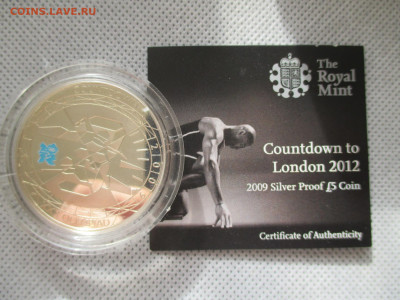 COINS.LAVE.RU
The
Royal
Mint
Countdown to
London 2012
2009 Silver Proof £5 Coin
Certificate of Authenticity